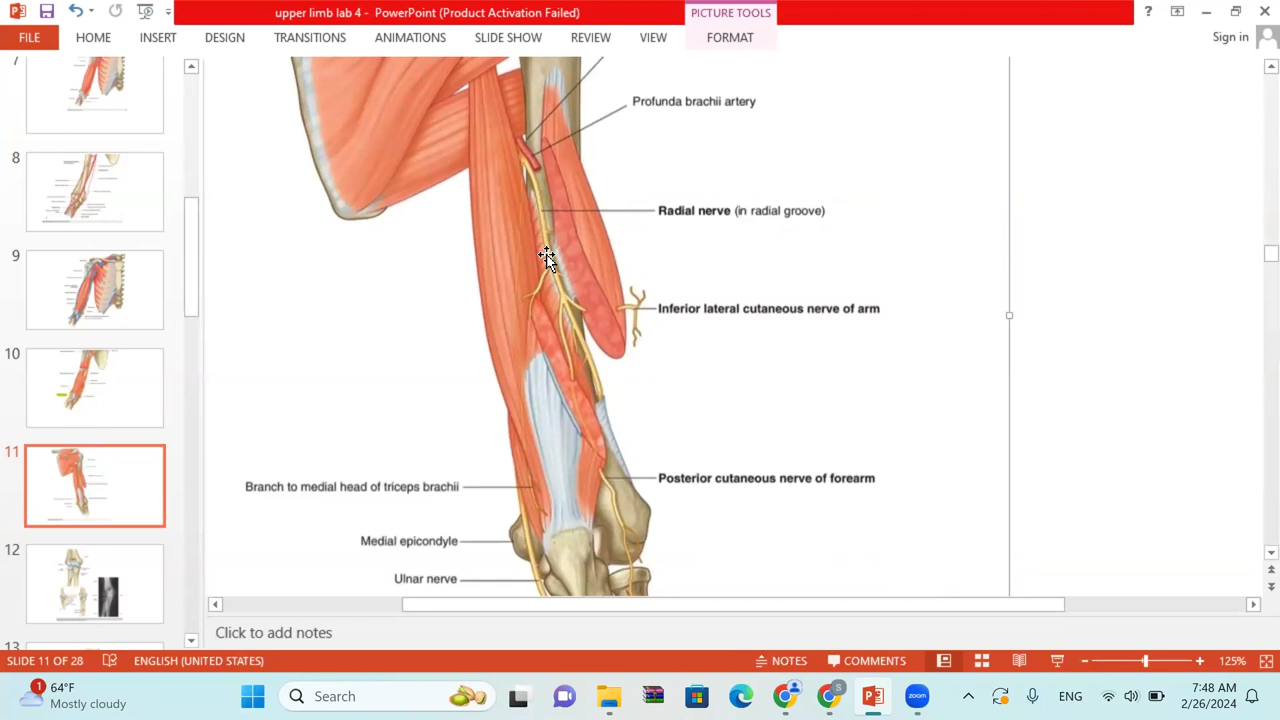 upper limb lab 4 - PowerPoint (Product Activation Failed)
PICTURE TOOLS
?
FILE
HOME
INSERT
DESIGN
TRANSITIONS
ANIMATIONS
SLIDE SHOW
REVIEW
VIEW
FORMAT
Sign in
7
8
9
10
11
12
13
Profunda brachii artery
Radial nerve (in radial groove)
Inferior lateral cutaneous nerve of arm
Posterior cutaneous nerve of forearm
Branch to medial head of triceps brachii
Medial epicondyle
Ulnar nerve
Click to add notes
SLIDE 11 OF 28
ENGLISH (UNITED STATES)
NOTES
COMMENTS
125%
1
64°F
Mostly cloudy
Search
S
zoom
ENG
7:48 AM
2/26/2024